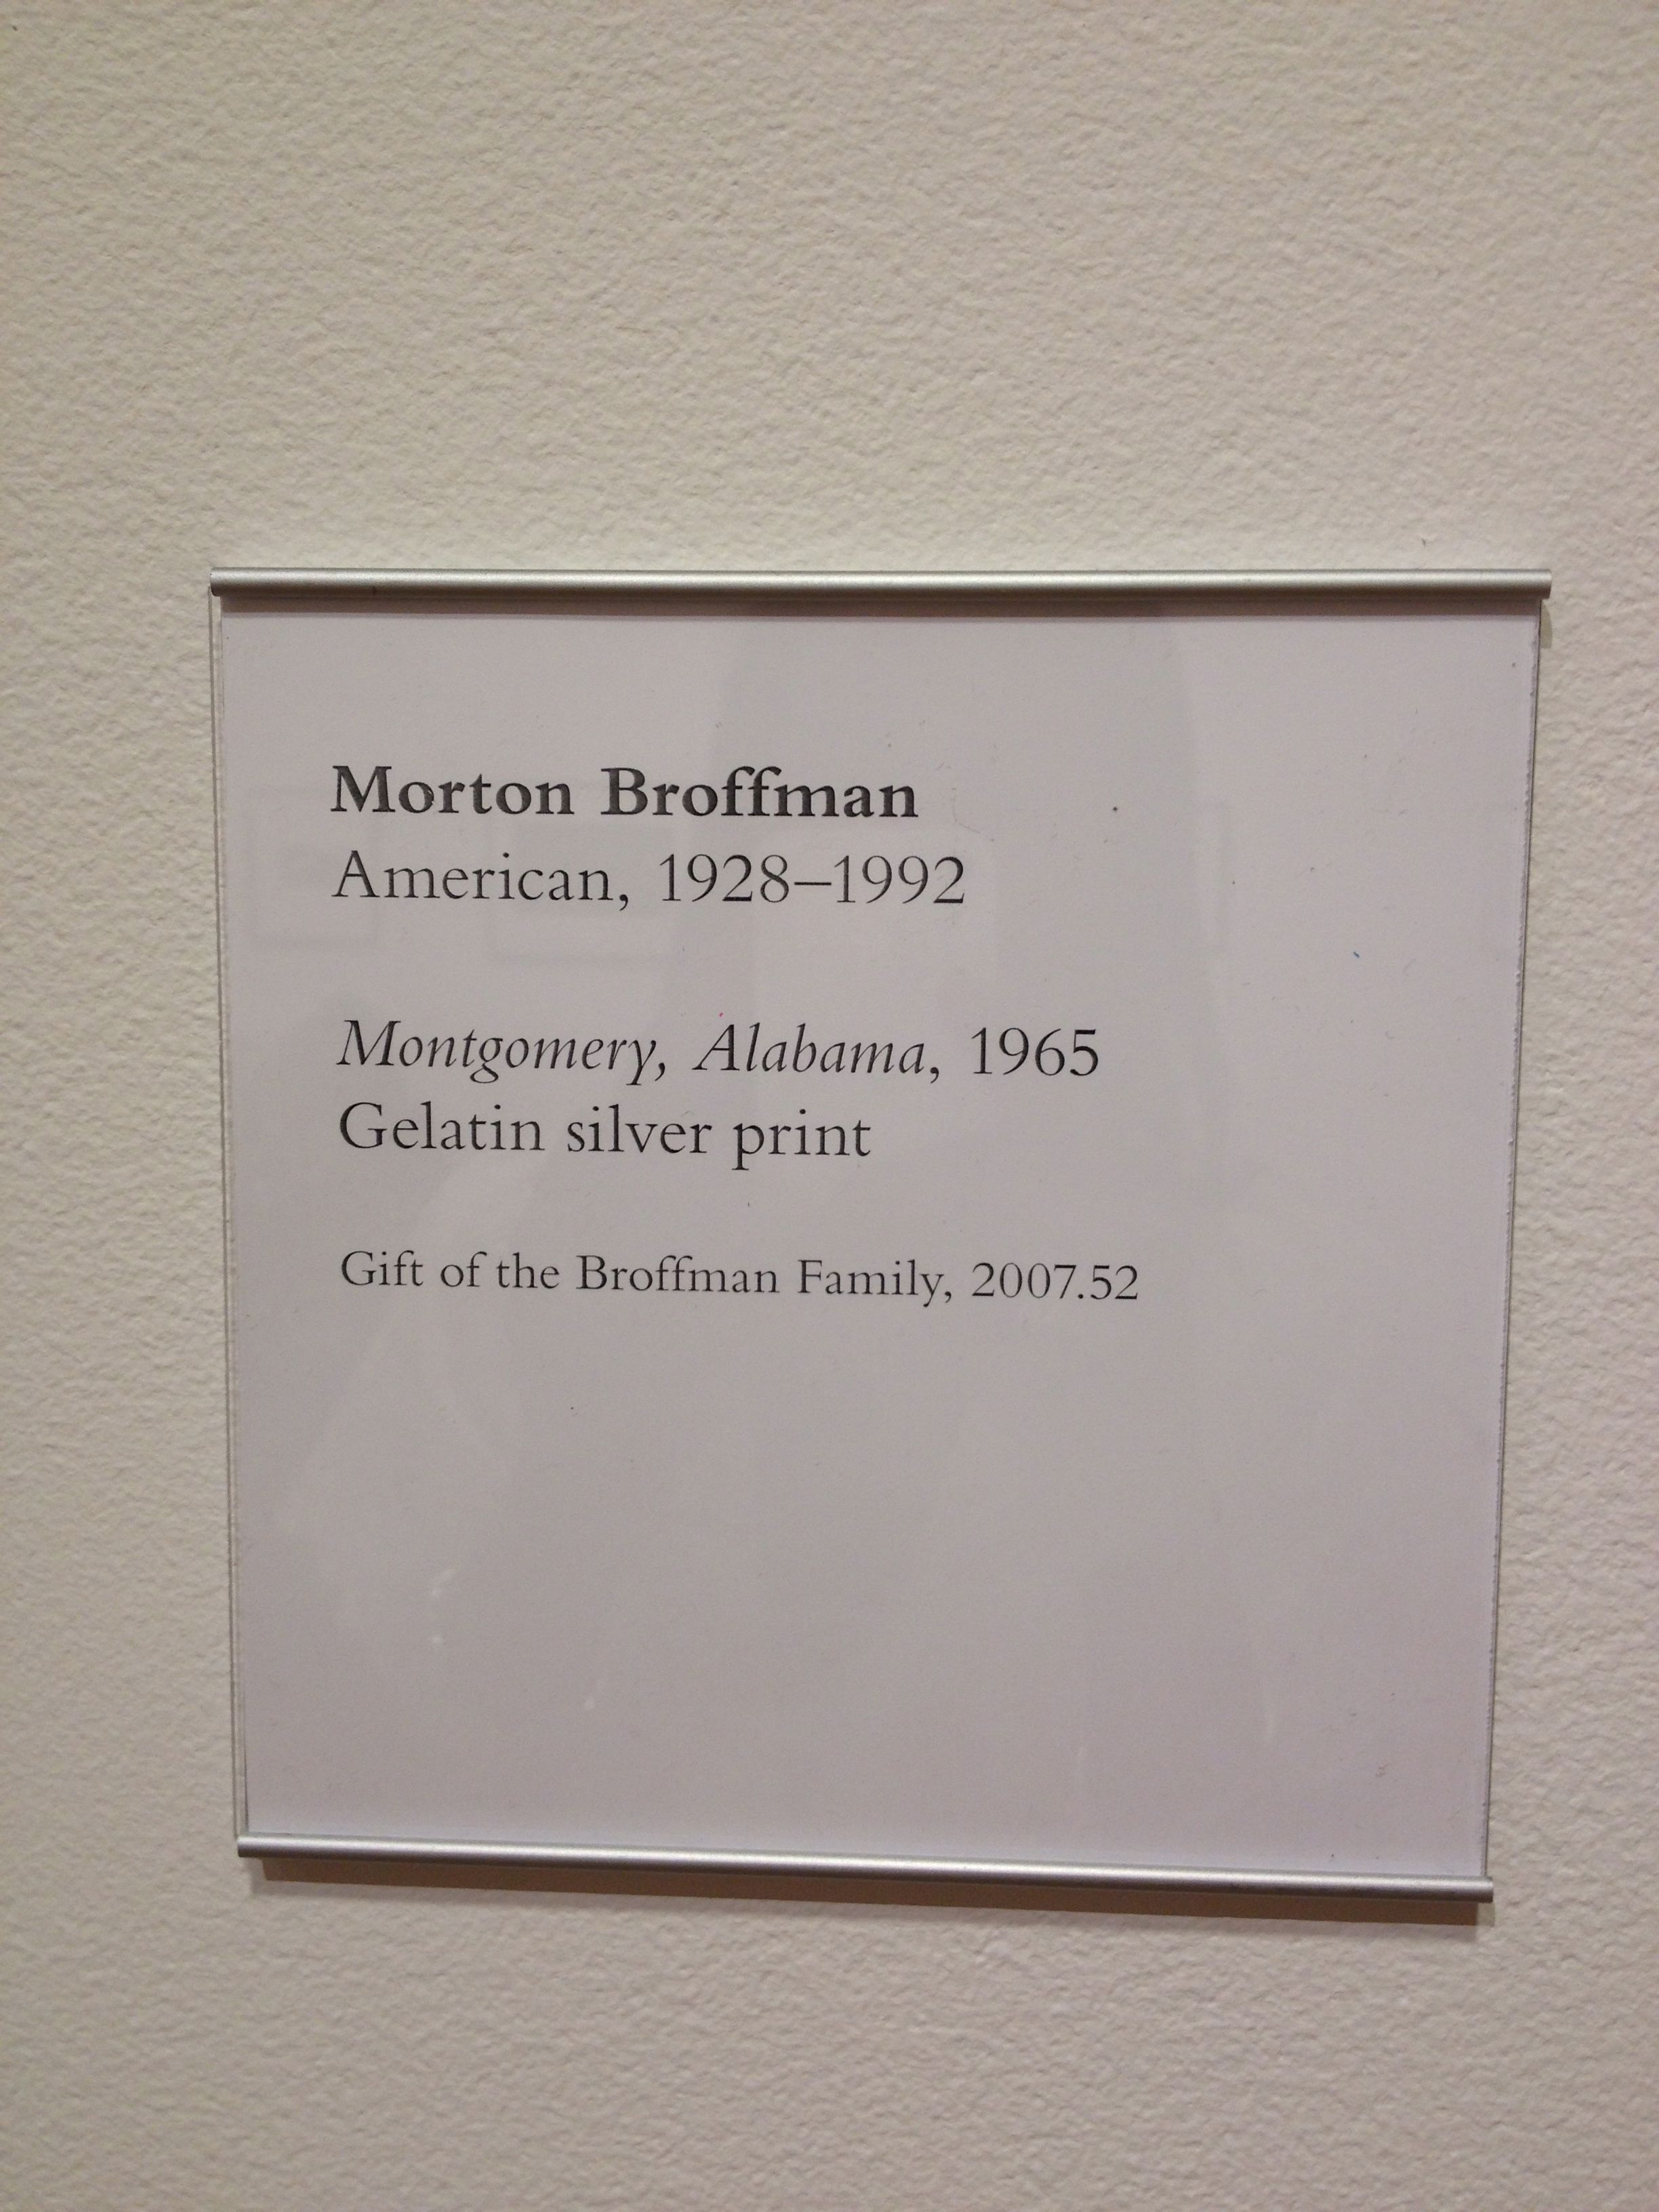 Morton Broffman
American, 1928–1992
Montgomery, Alabama, 1965
Gelatin silver print
Gift of the Broffman Family, 2007.52